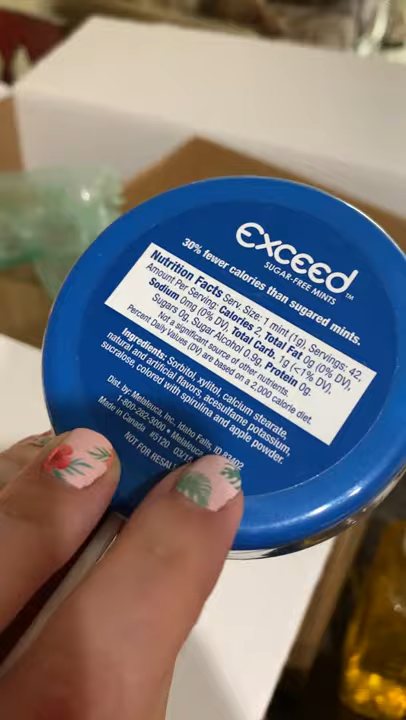 exceed™
SUGAR-FREE MINTS
30% fewer calories than sugared mints.
Nutrition Facts Serv. Size: 1 mint (1g), Servings: 42,
Amount Per Serving: Calories 2, Total Fat 0g (0% DV),
Sodium 0mg (0% DV), Total Carb. 1g (<1% DV),
Sugars 0g, Sugar Alcohol 0.9g, Protein 0g.
Not a significant source of other nutrients.
Percent Daily Values (DV) are based on a 2,000 calorie diet.
Ingredients: Sorbitol, xylitol, calcium stearate,
natural and artificial flavors, acesulfame potassium,
sucralose, colored with spirulina and apple powder.
Dist. by Melaleuca, Inc. Idaho Falls, ID 83402
1-800-282-3000 • Melaleuca
Made in Canada #5120 03/1
NOT FOR RESAL